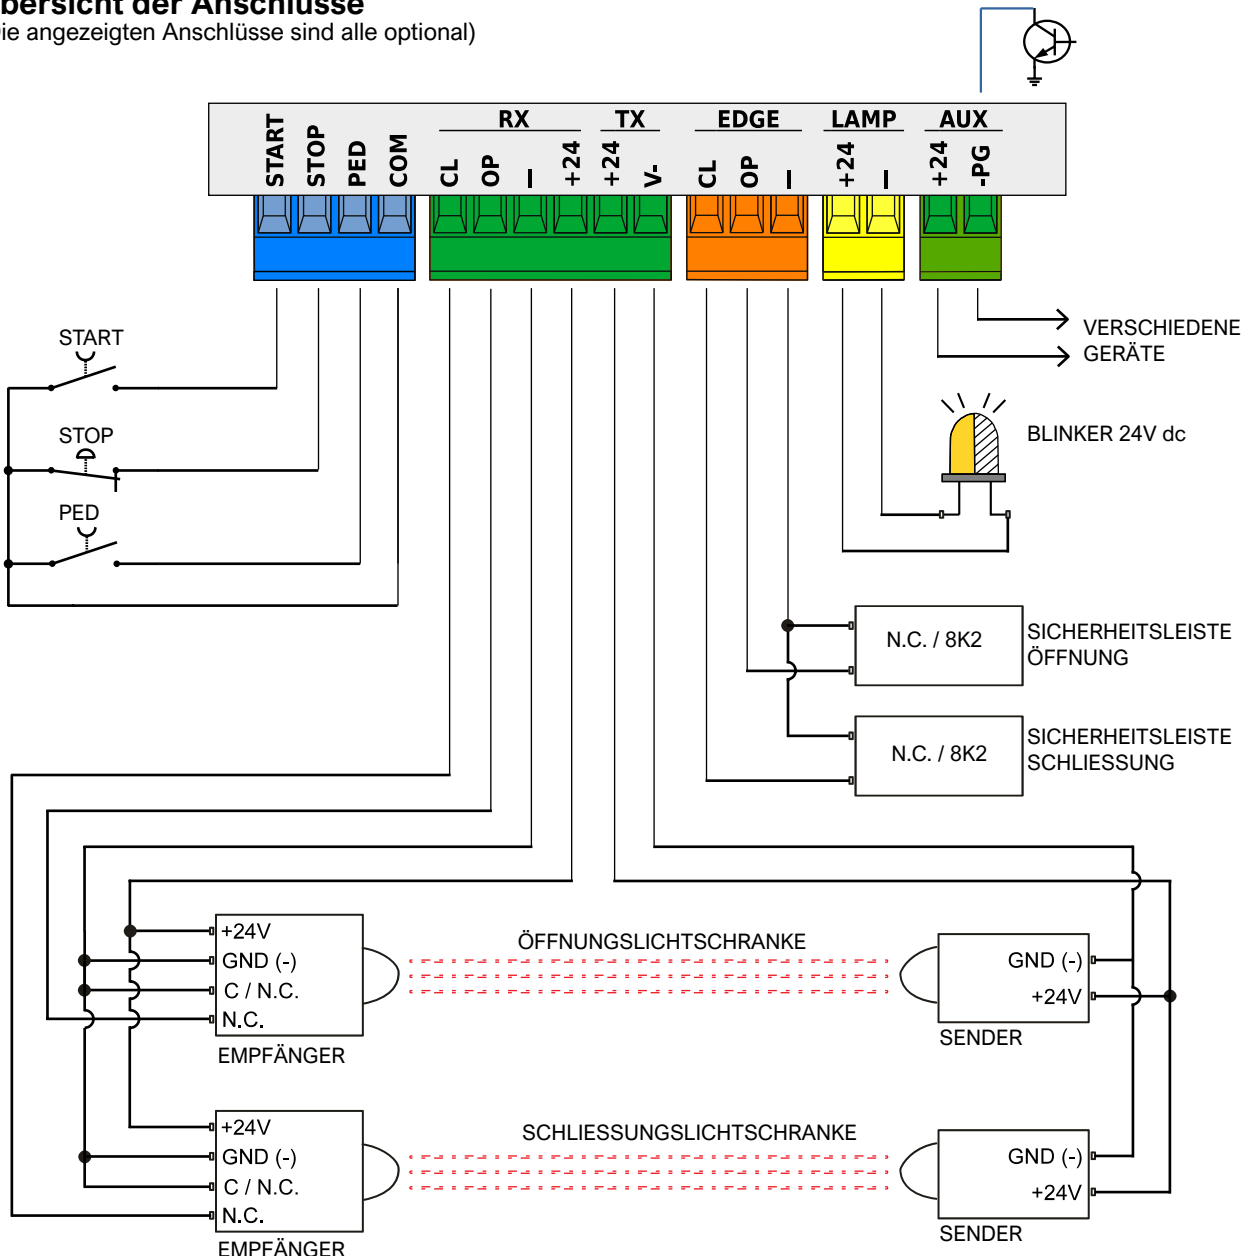 bersicht der Anschlüsse
ie angezeigten Anschlüsse sind alle optional)
RX TX EDGE LAMP AUX
START STOP PED COM CL OP – +24 +24 V- CL OP – +24 – +24 -PG
START
STOP
PED
VERSCHIEDENE
GERÄTE
BLINKER 24V dc
N.C. / 8K2
SICHERHEITSLEISTE
ÖFFNUNG
N.C. / 8K2
SICHERHEITSLEISTE
SCHLIESSUNG
+24V
GND (-)
C / N.C.
N.C.
EMPFÄNGER
ÖFFNUNGSLICHTSCHRANKE
GND (-)
+24V
SENDER
+24V
GND (-)
C / N.C.
N.C.
EMPFÄNGER
SCHLIESSUNGSLICHTSCHRANKE
GND (-)
+24V
SENDER